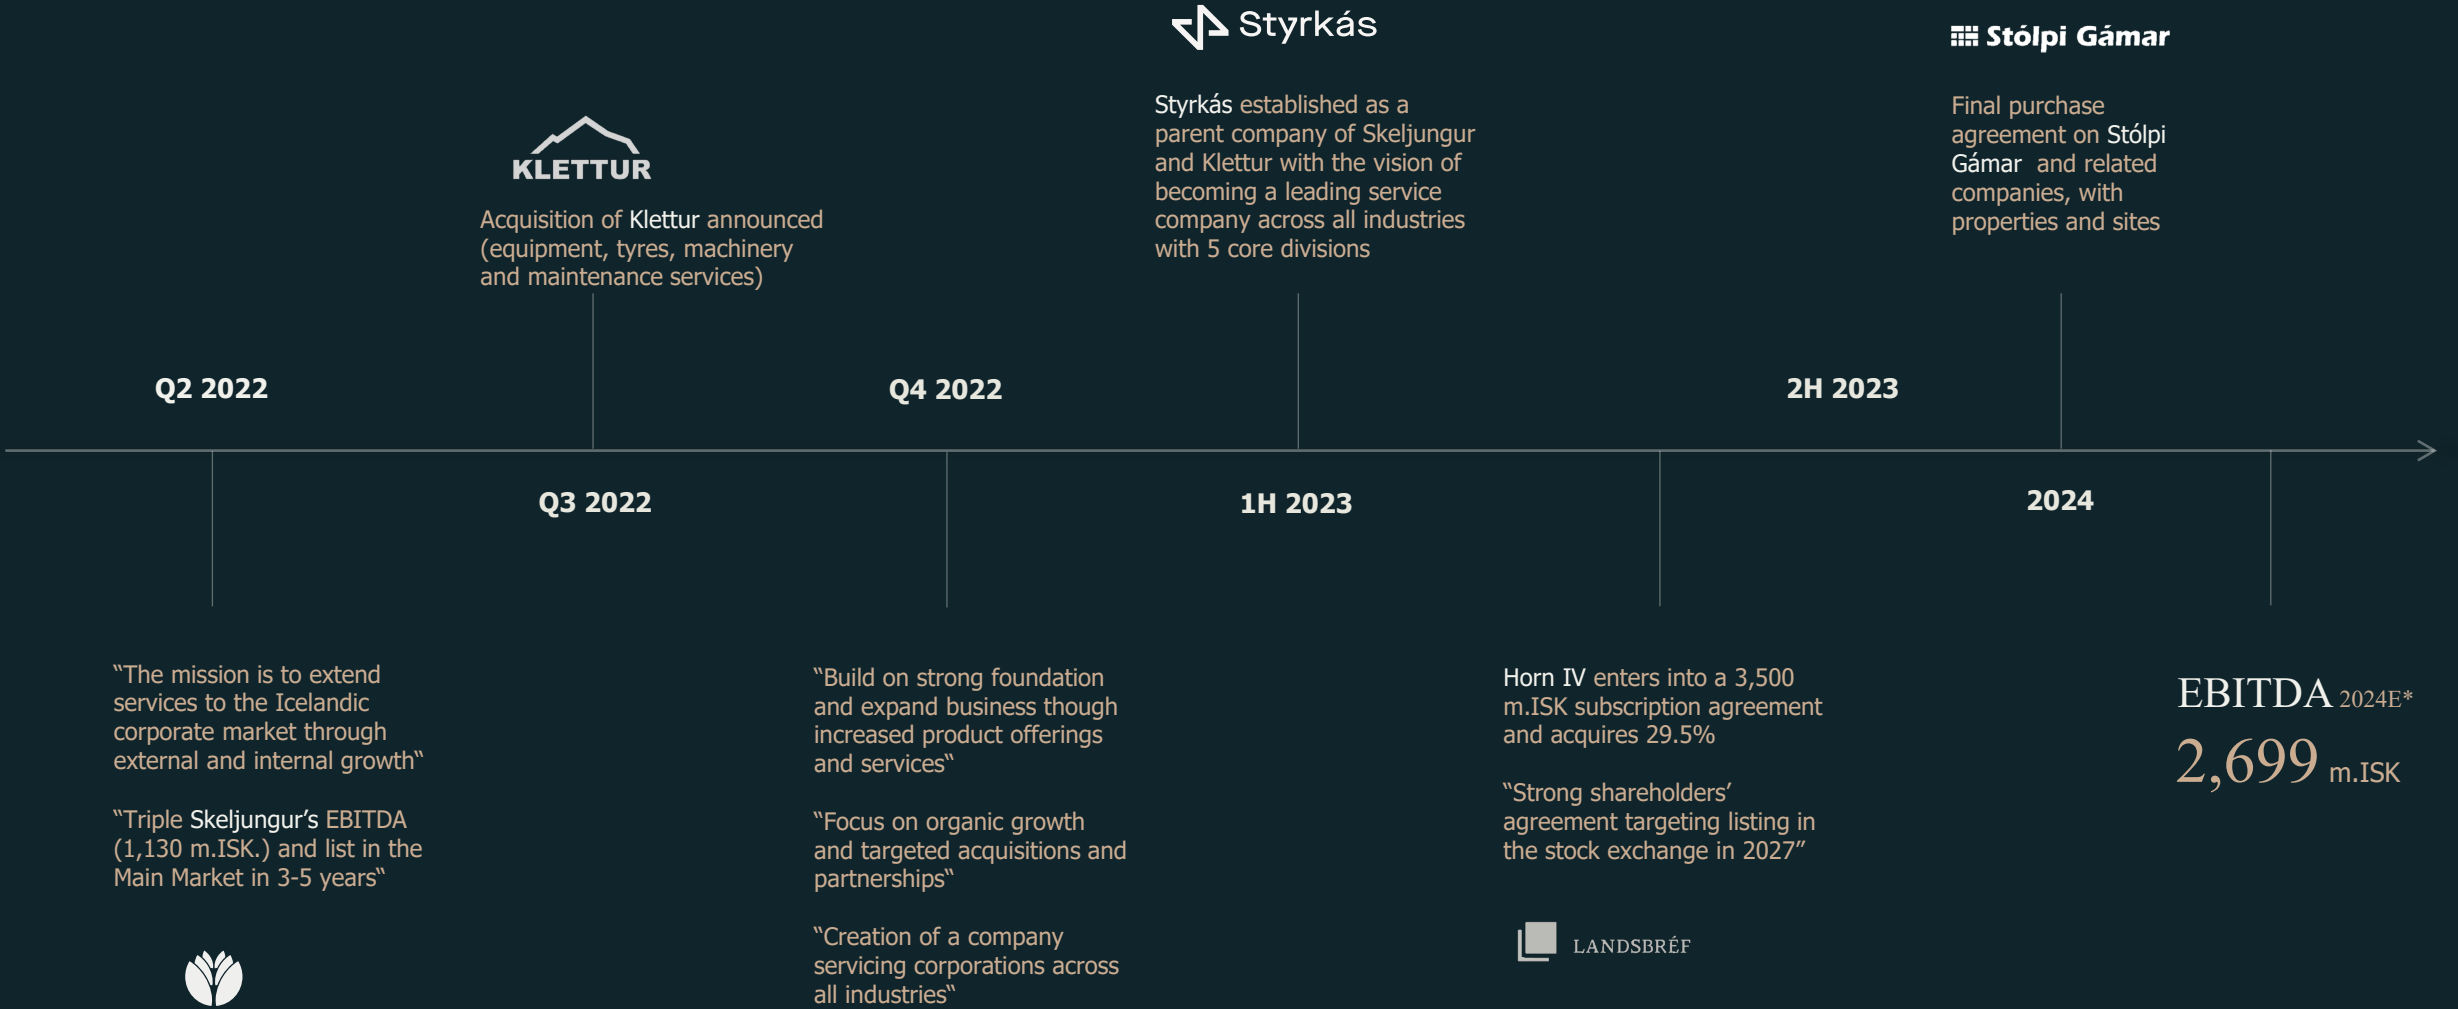 Styrkás
Stólpi Gámar
KLETTUR
Acquisition of Klettur announced
(equipment, tyres, machinery
and maintenance services)
Styrkás established as a
parent company of Skeljungur
and Klettur with the vision of
becoming a leading service
company across all industries
with 5 core divisions
Final purchase
agreement on Stólpi
Gámar and related
companies, with
properties and sites
Q2 2022
Q4 2022
2H 2023
Q3 2022
1H 2023
2024
“The mission is to extend
services to the Icelandic
corporate market through
external and internal growth“
“Triple Skeljungur’s EBITDA
(1,130 m.ISK.) and list in the
Main Market in 3-5 years“
“Build on strong foundation
and expand business though
increased product offerings
and services“
“Focus on organic growth
and targeted acquisitions and
partnerships“
“Creation of a company
servicing corporations across
all industries“
Horn IV enters into a 3,500
m.ISK subscription agreement
and acquires 29.5%
“Strong shareholders’
agreement targeting listing in
the stock exchange in 2027”
LANDSBRÉF
EBITDA 2024E*
2,699 m.ISK